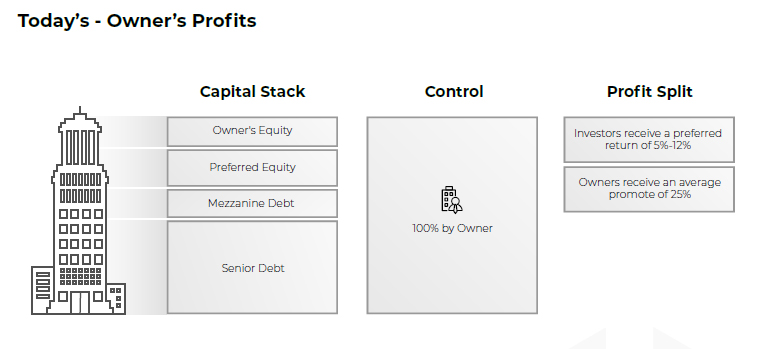 Today's - Owner's Profits
Capital Stack
Control
Profit Split
Owner's Equity
Preferred Equity
Mezzanine Debt
Senior Debt
100% by Owner
Investors receive a preferred
return of 5%-12%
Owners receive an average
promote of 25%